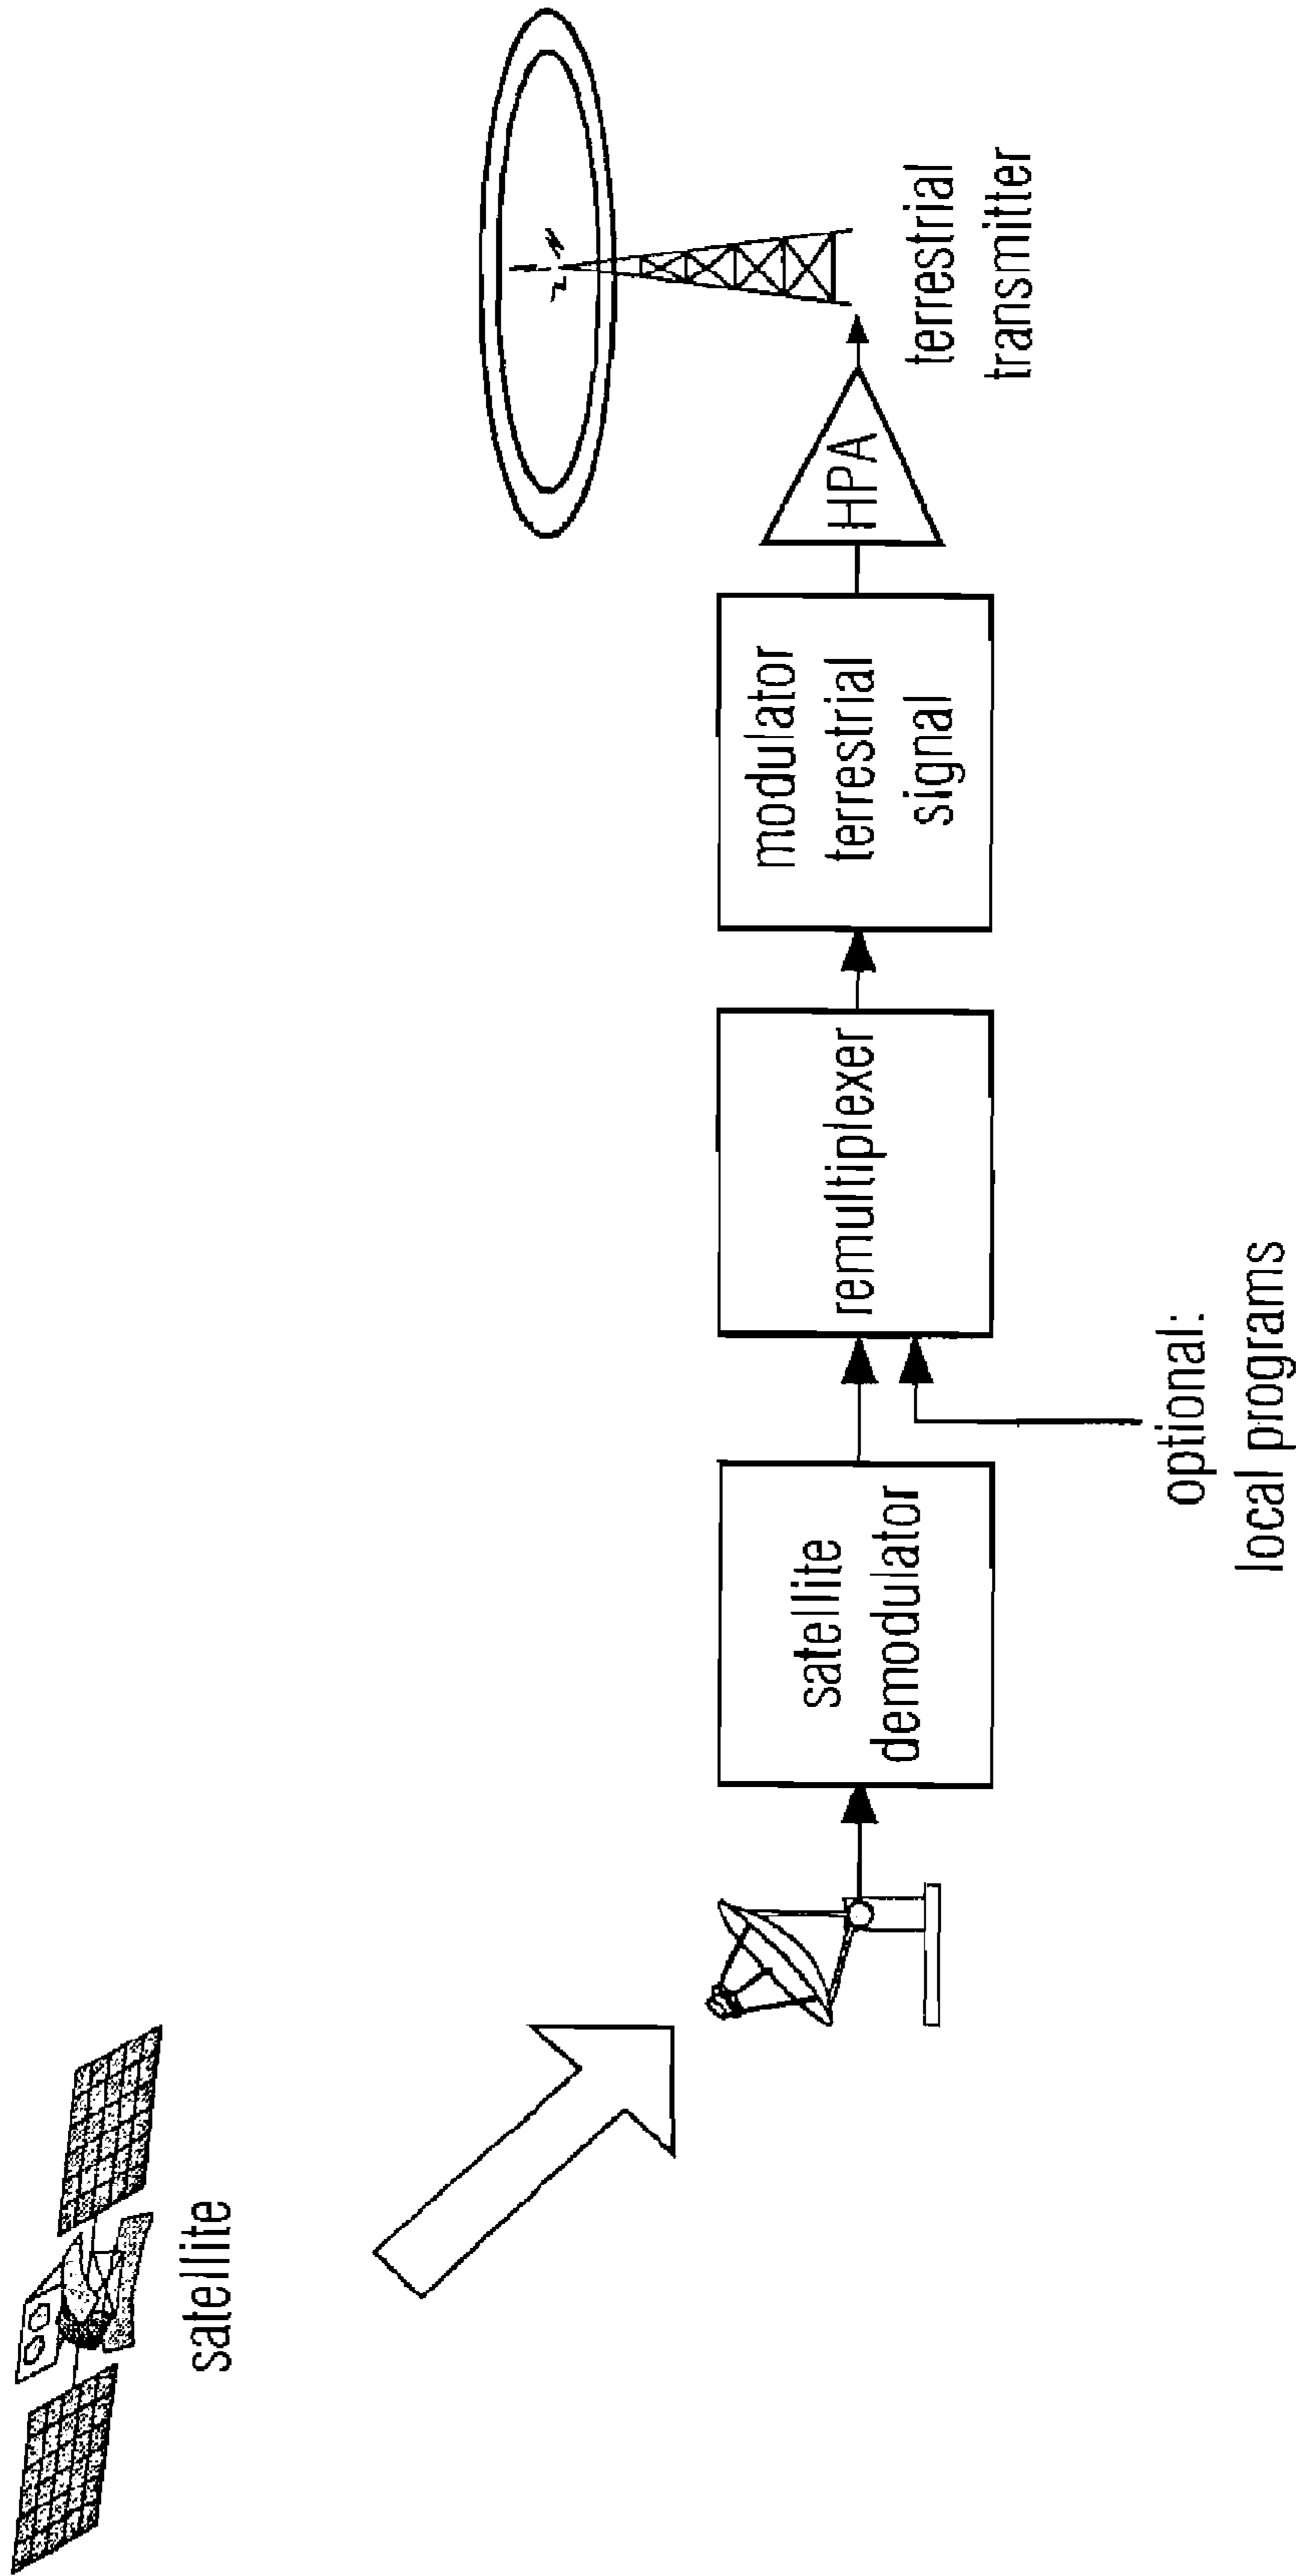 satellite
satellite
demodulator
optional:
local programs
remultiplexer
modulator
terrestrial
signal
HPA
terrestrial
transmitter